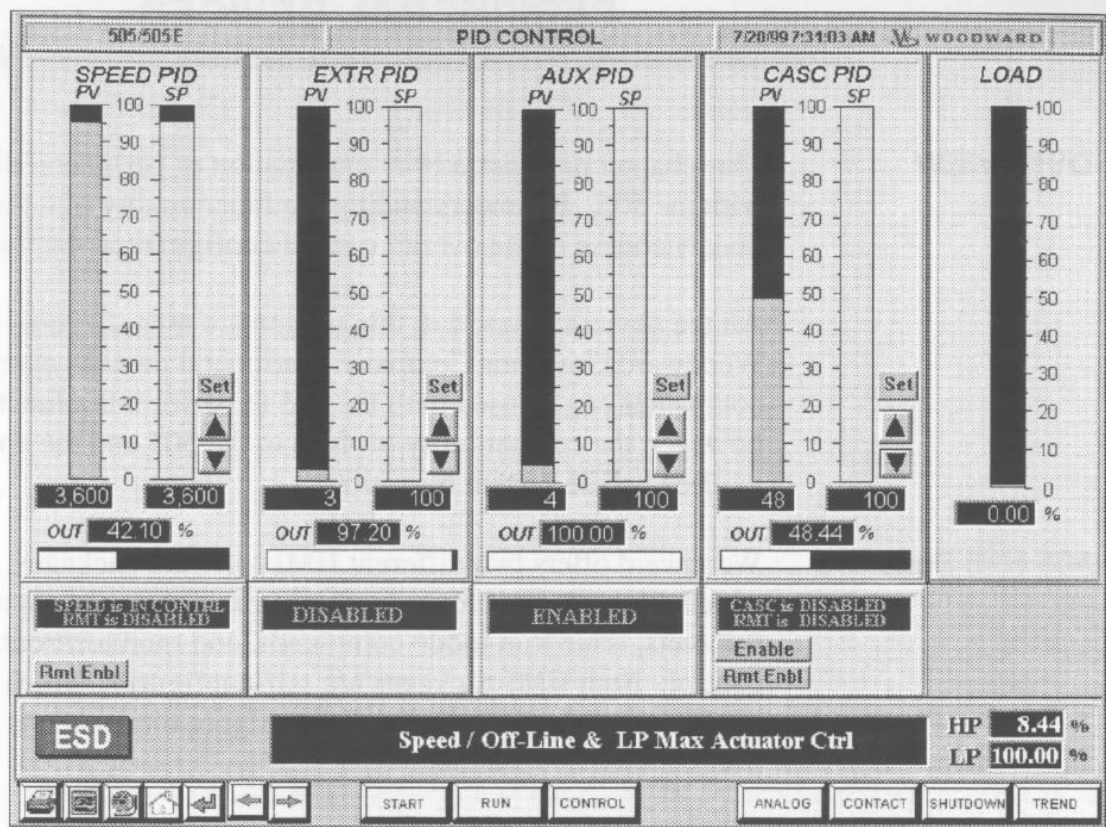 505/505E
PID CONTROL
7/20/99 7:31:03 AM WOODWARD
SPEED PID
PV SP
100
90
80
70
60
50
40
30
20
10
0
Set
3,600 3,600
OUT 42.10 %
SPEED is IN CONTRL
RMT is DISABLED
Rmt Enbl
EXTR PID
PV SP
100
90
80
70
60
50
40
30
20
10
0
Set
3 100
OUT 97.20 %
DISABLED
AUX PID
PV SP
100
90
80
70
60
50
40
30
20
10
0
Set
4 100
OUT 100.00 %
ENABLED
CASC PID
PV SP
100
90
80
70
60
50
40
30
20
10
0
Set
48 100
OUT 48.44 %
CASC is DISABLED
RMT is DISABLED
Enable
Rmt Enbl
LOAD
100
90
80
70
60
50
40
30
20
10
0
0.00 %
ESD
Speed / Off-Line & LP Max Actuator Ctrl
HP 8.44 %
LP 100.00 %
START RUN CONTROL ANALOG CONTACT SHUTDOWN TREND